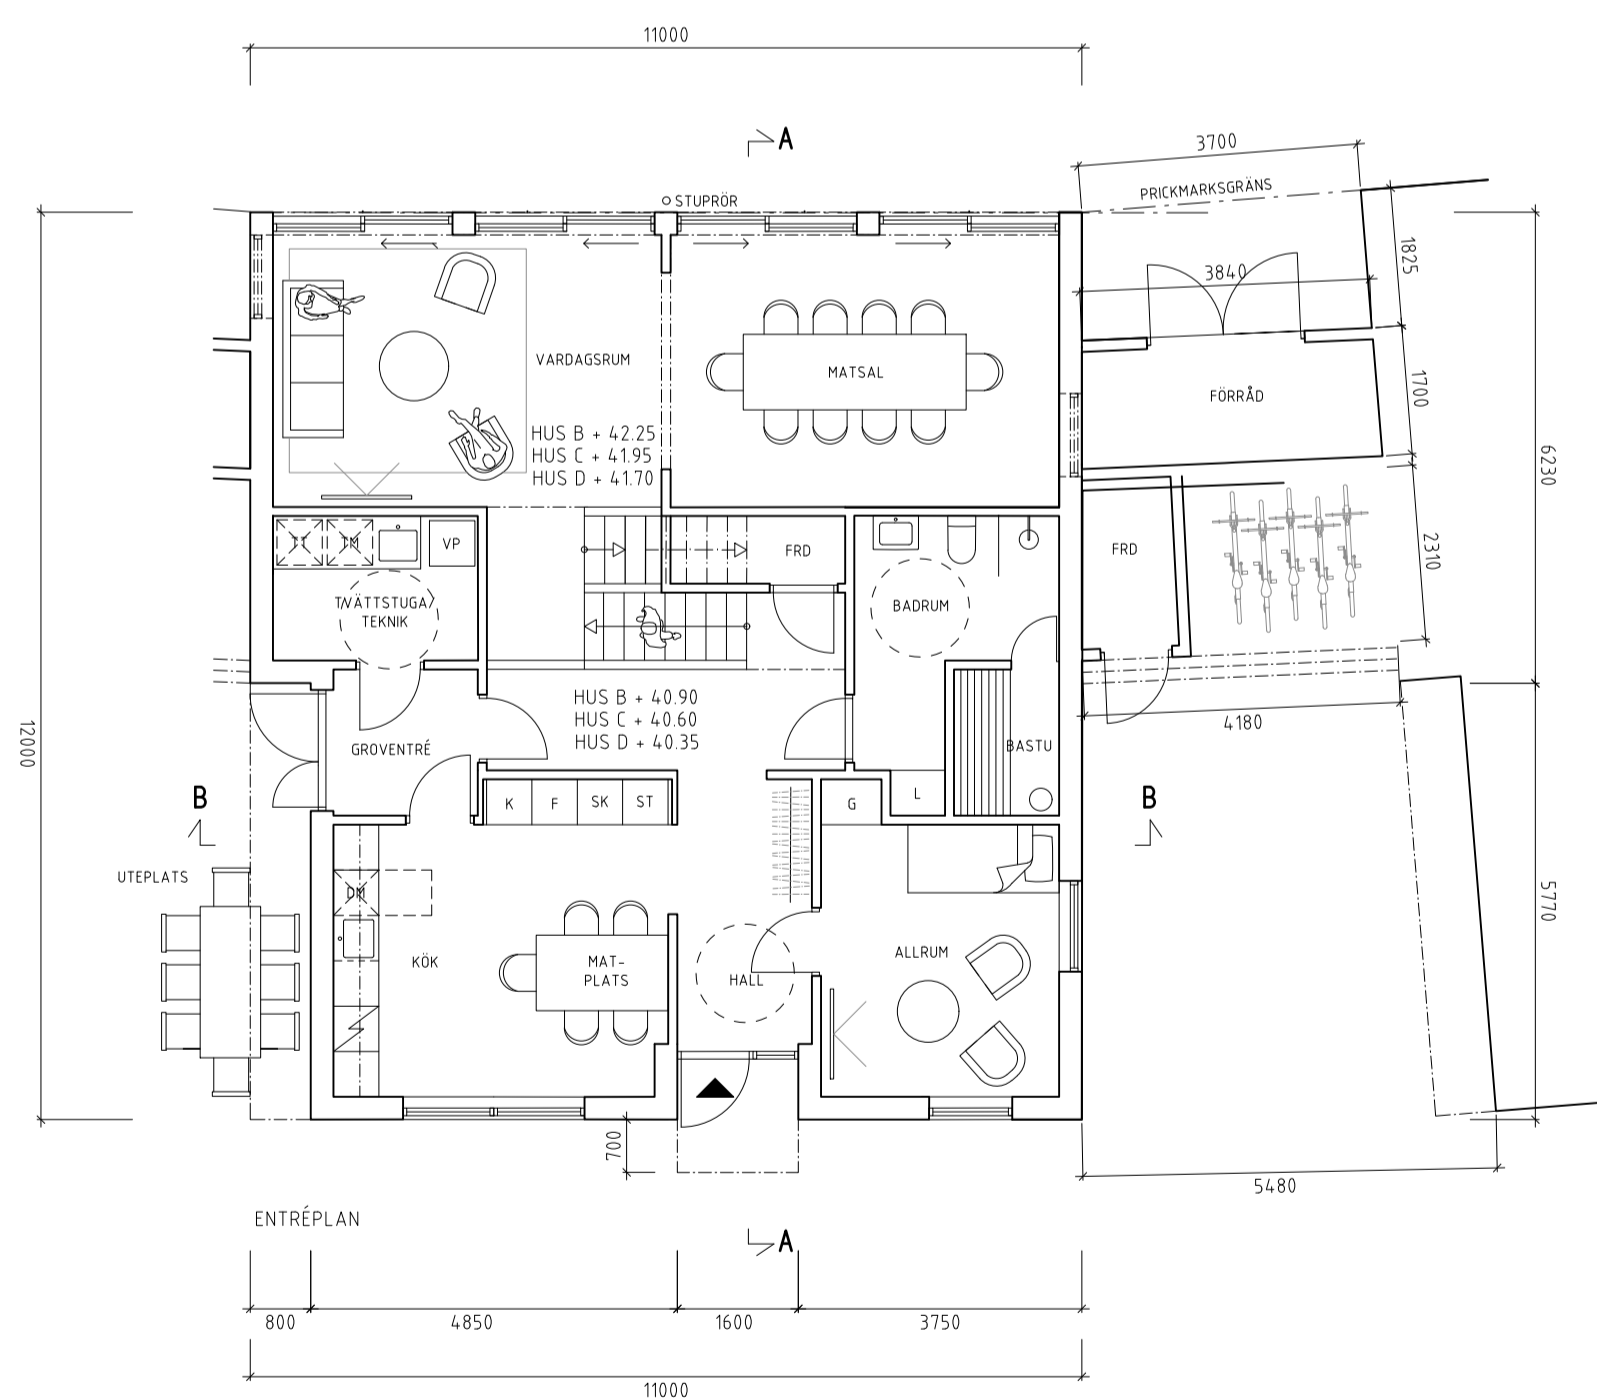 11000
A
3700
PRICKMARKSGRÄNS
STUPRÖR
1825
3840
VARDAGSRUM
MATSAL
1700
FÖRRÅD
HUS B + 42.25
HUS C + 41.95
HUS D + 41.70
6230
TT
TM
VP
FRD
FRD
2310
TVÄTTSTUGA/
TEKNIK
BADRUM
HUS B + 40.90
HUS C + 40.60
HUS D + 40.35
4180
12000
GROVENTRÉ
BASTU
B
K
F
SK
ST
G
L
B
UTEPLATS
DM
5770
KÖK
MAT-
PLATS
HALL
ALLRUM
700
5480
ENTRÉPLAN
A
800
4850
1600
3750
11000